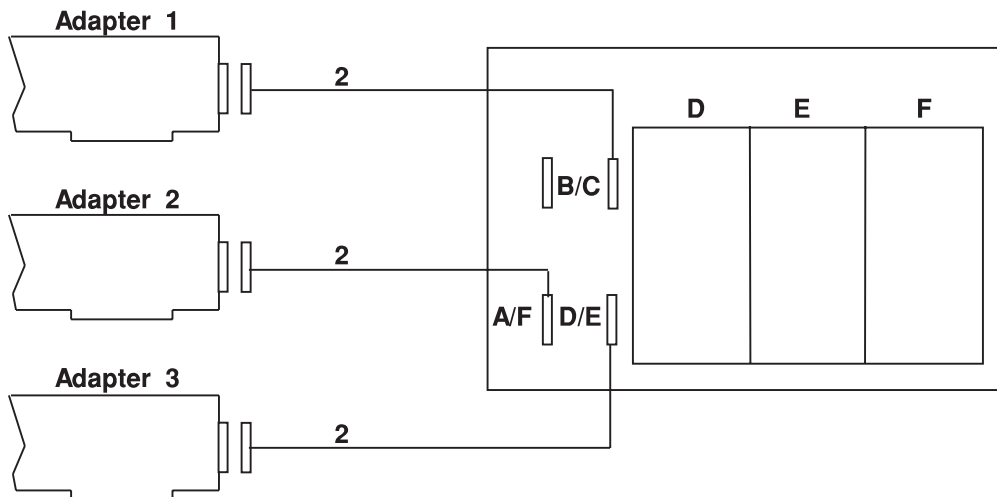 Adapter 1
2
D E F
B/C
Adapter 2
2
A/F D/E
Adapter 3
2